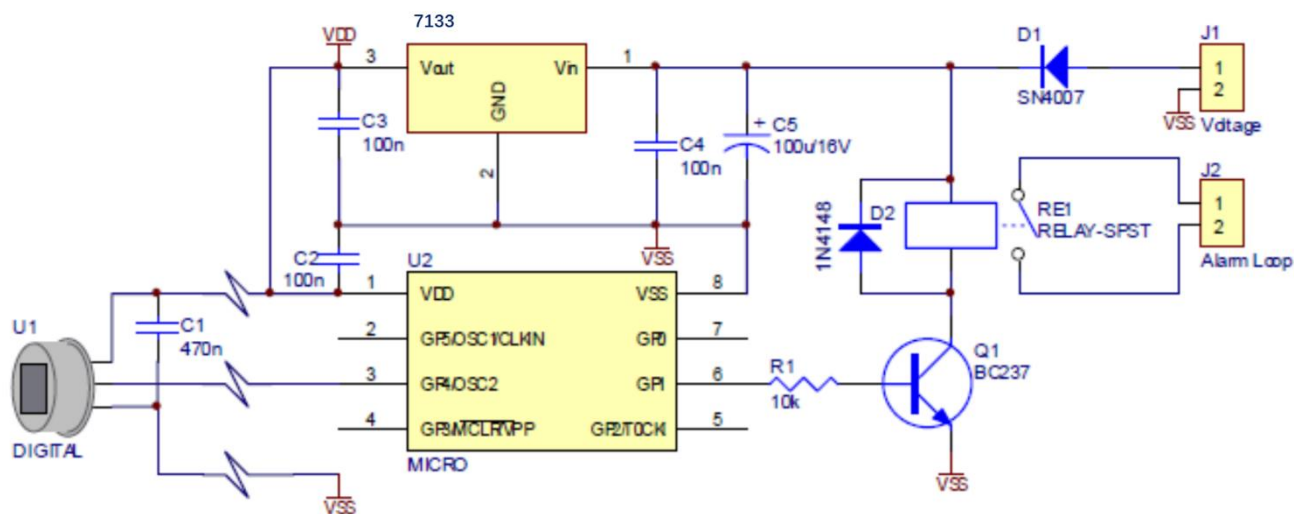 7133
VDD
3
Vout
Vin
1
GND
2
C3
100n
C4
100n
+
C5
100u/16V
D1
SN4007
J1
1
2
VSS
Vdtage
1N4148
D2
RE1
RELAY-SPST
J2
1
2
Alarm Loop
VSS
C2
100n
U2
1
VDD
VSS
8
2
GP5/OSC1/CLKIN
GP0
7
3
GP4/OSC2
GP1
6
4
GP3/MCLR/VPP
GP2/T0CKI
5
MICRO
U1
DIGITAL
C1
470n
VSS
R1
10k
Q1
BC237
VSS